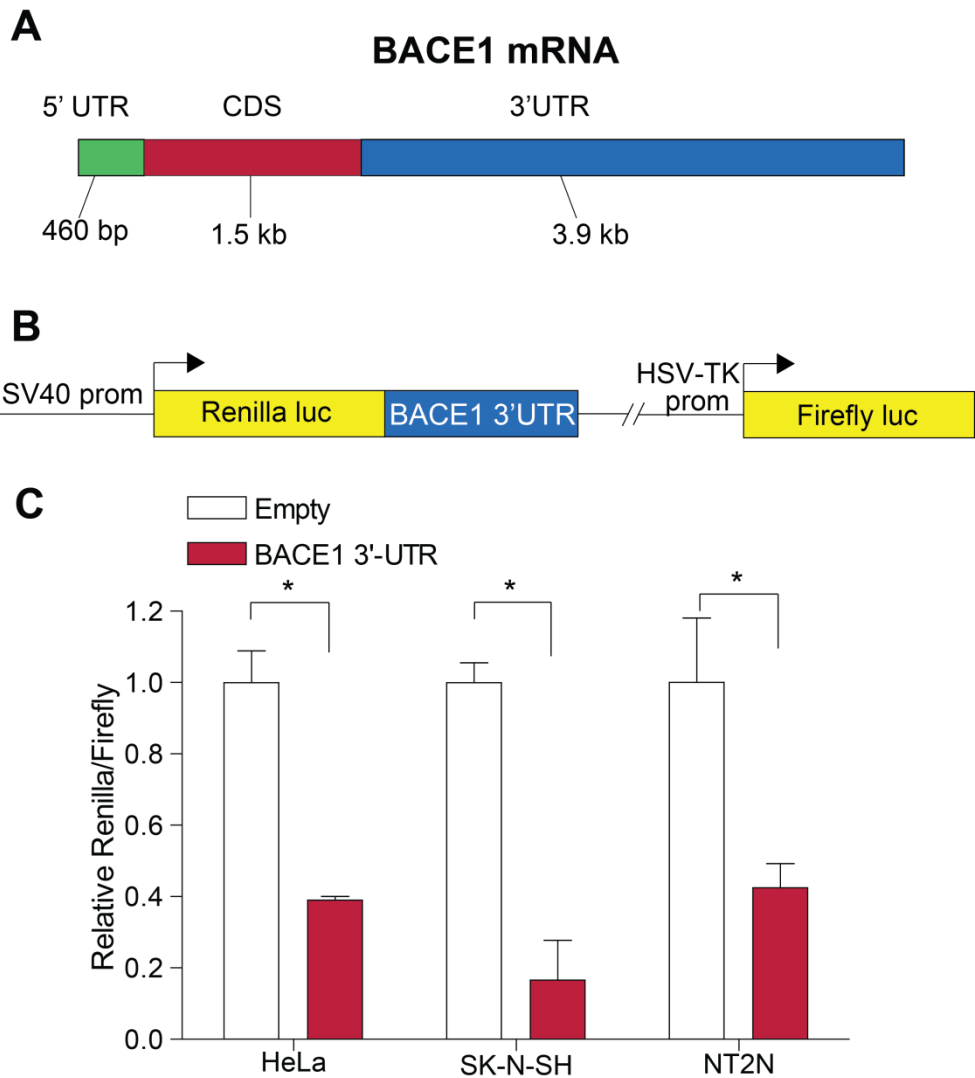 A
BACE1 mRNA
5' UTR CDS 3'UTR
460 bp 1.5 kb 3.9 kb
B
SV40 prom
HSV-TK
prom
Renilla luc BACE1 3'UTR // Firefly luc
C
Empty
BACE1 3'-UTR
* * *
Relative Renilla/Firefly
1.2
1.0
0.8
0.6
0.4
0.2
0.0
HeLa SK-N-SH NT2N